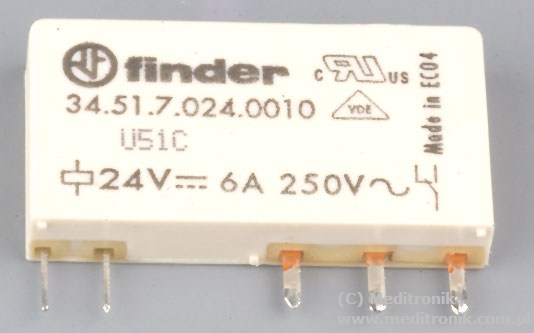 finder
c RU US
34.51.7.024.0010
VDE
U51C
Made in EC04
24V 6A 250V
(C) Meditronik
www.meditronik.com.pl